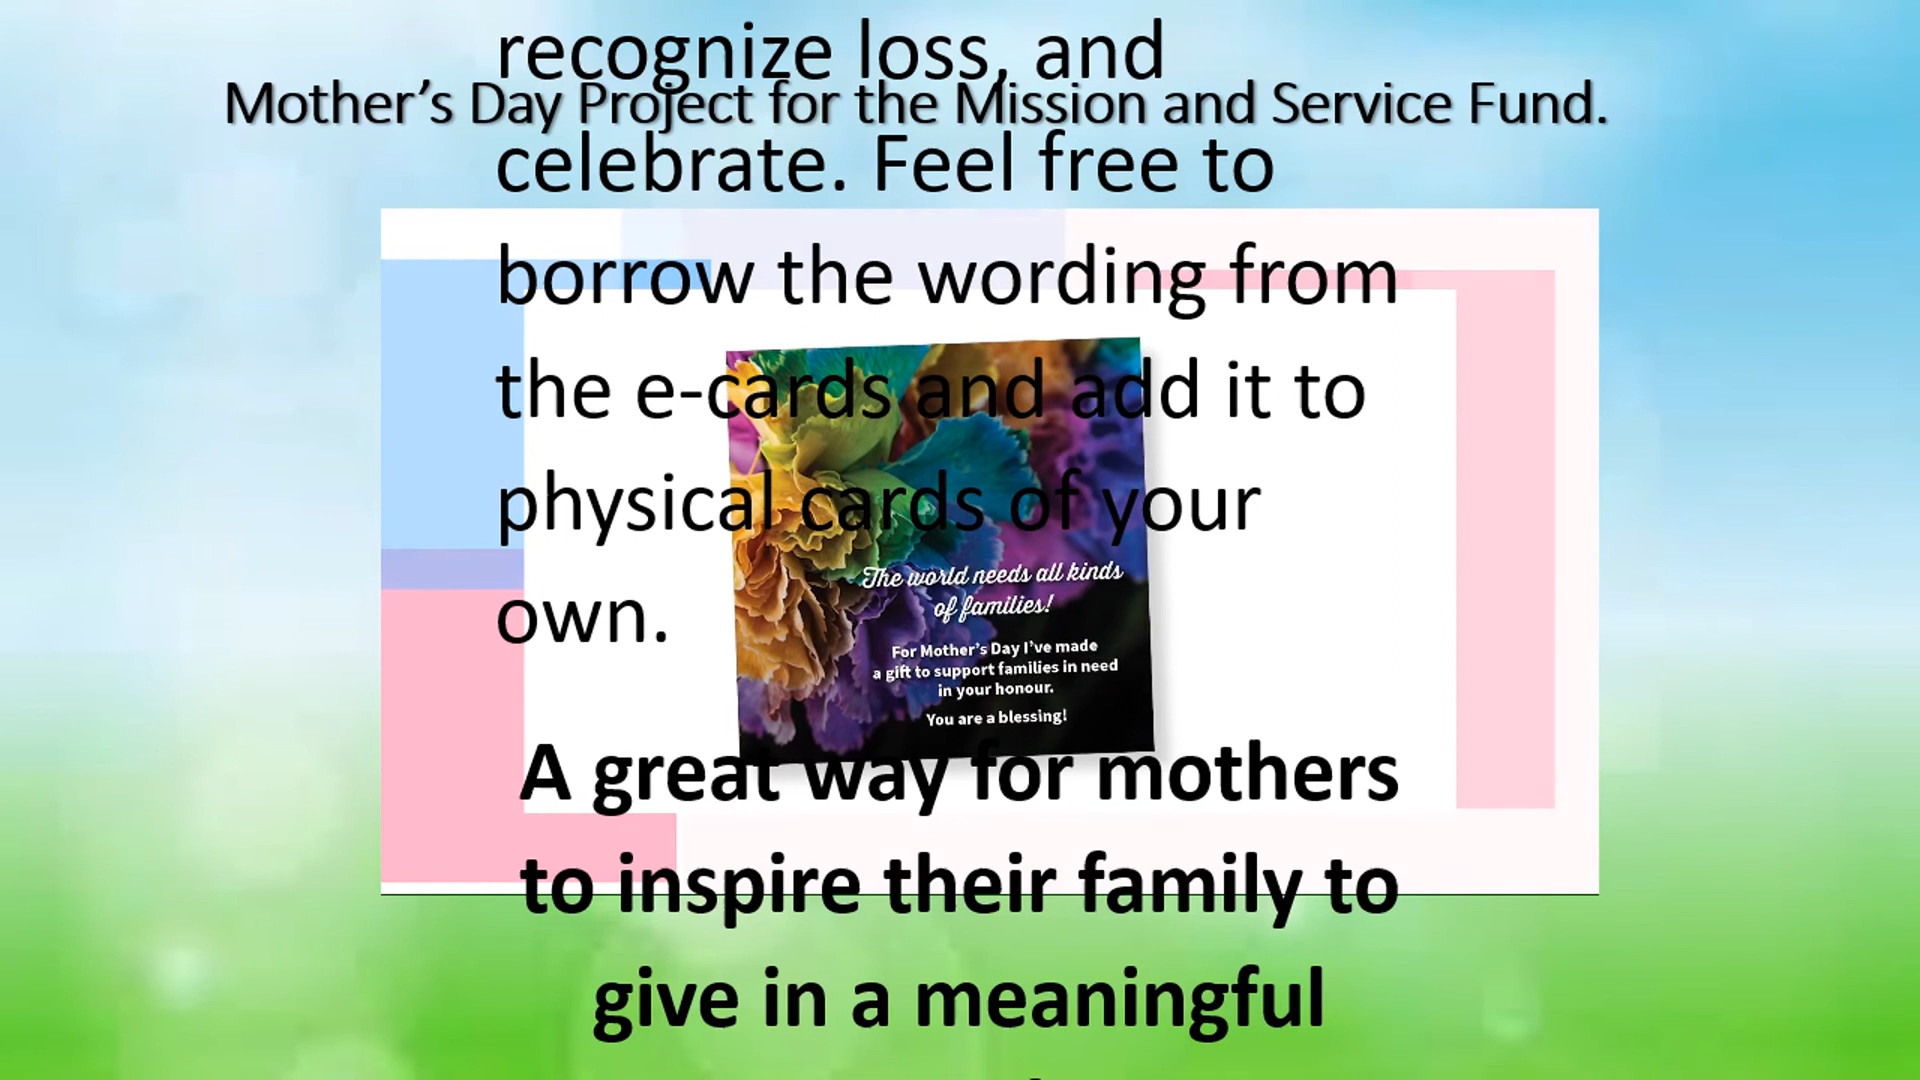 recognize loss, and
Mother’s Day Project for the Mission and Service Fund.
celebrate. Feel free to
borrow the wording from
the e-cards and add it to
physical cards of your
own.
The world needs all kinds
of families!
For Mother’s Day I’ve made
a gift to support families in need
in your honour.
You are a blessing!
A great way for mothers
to inspire their family to
give in a meaningful